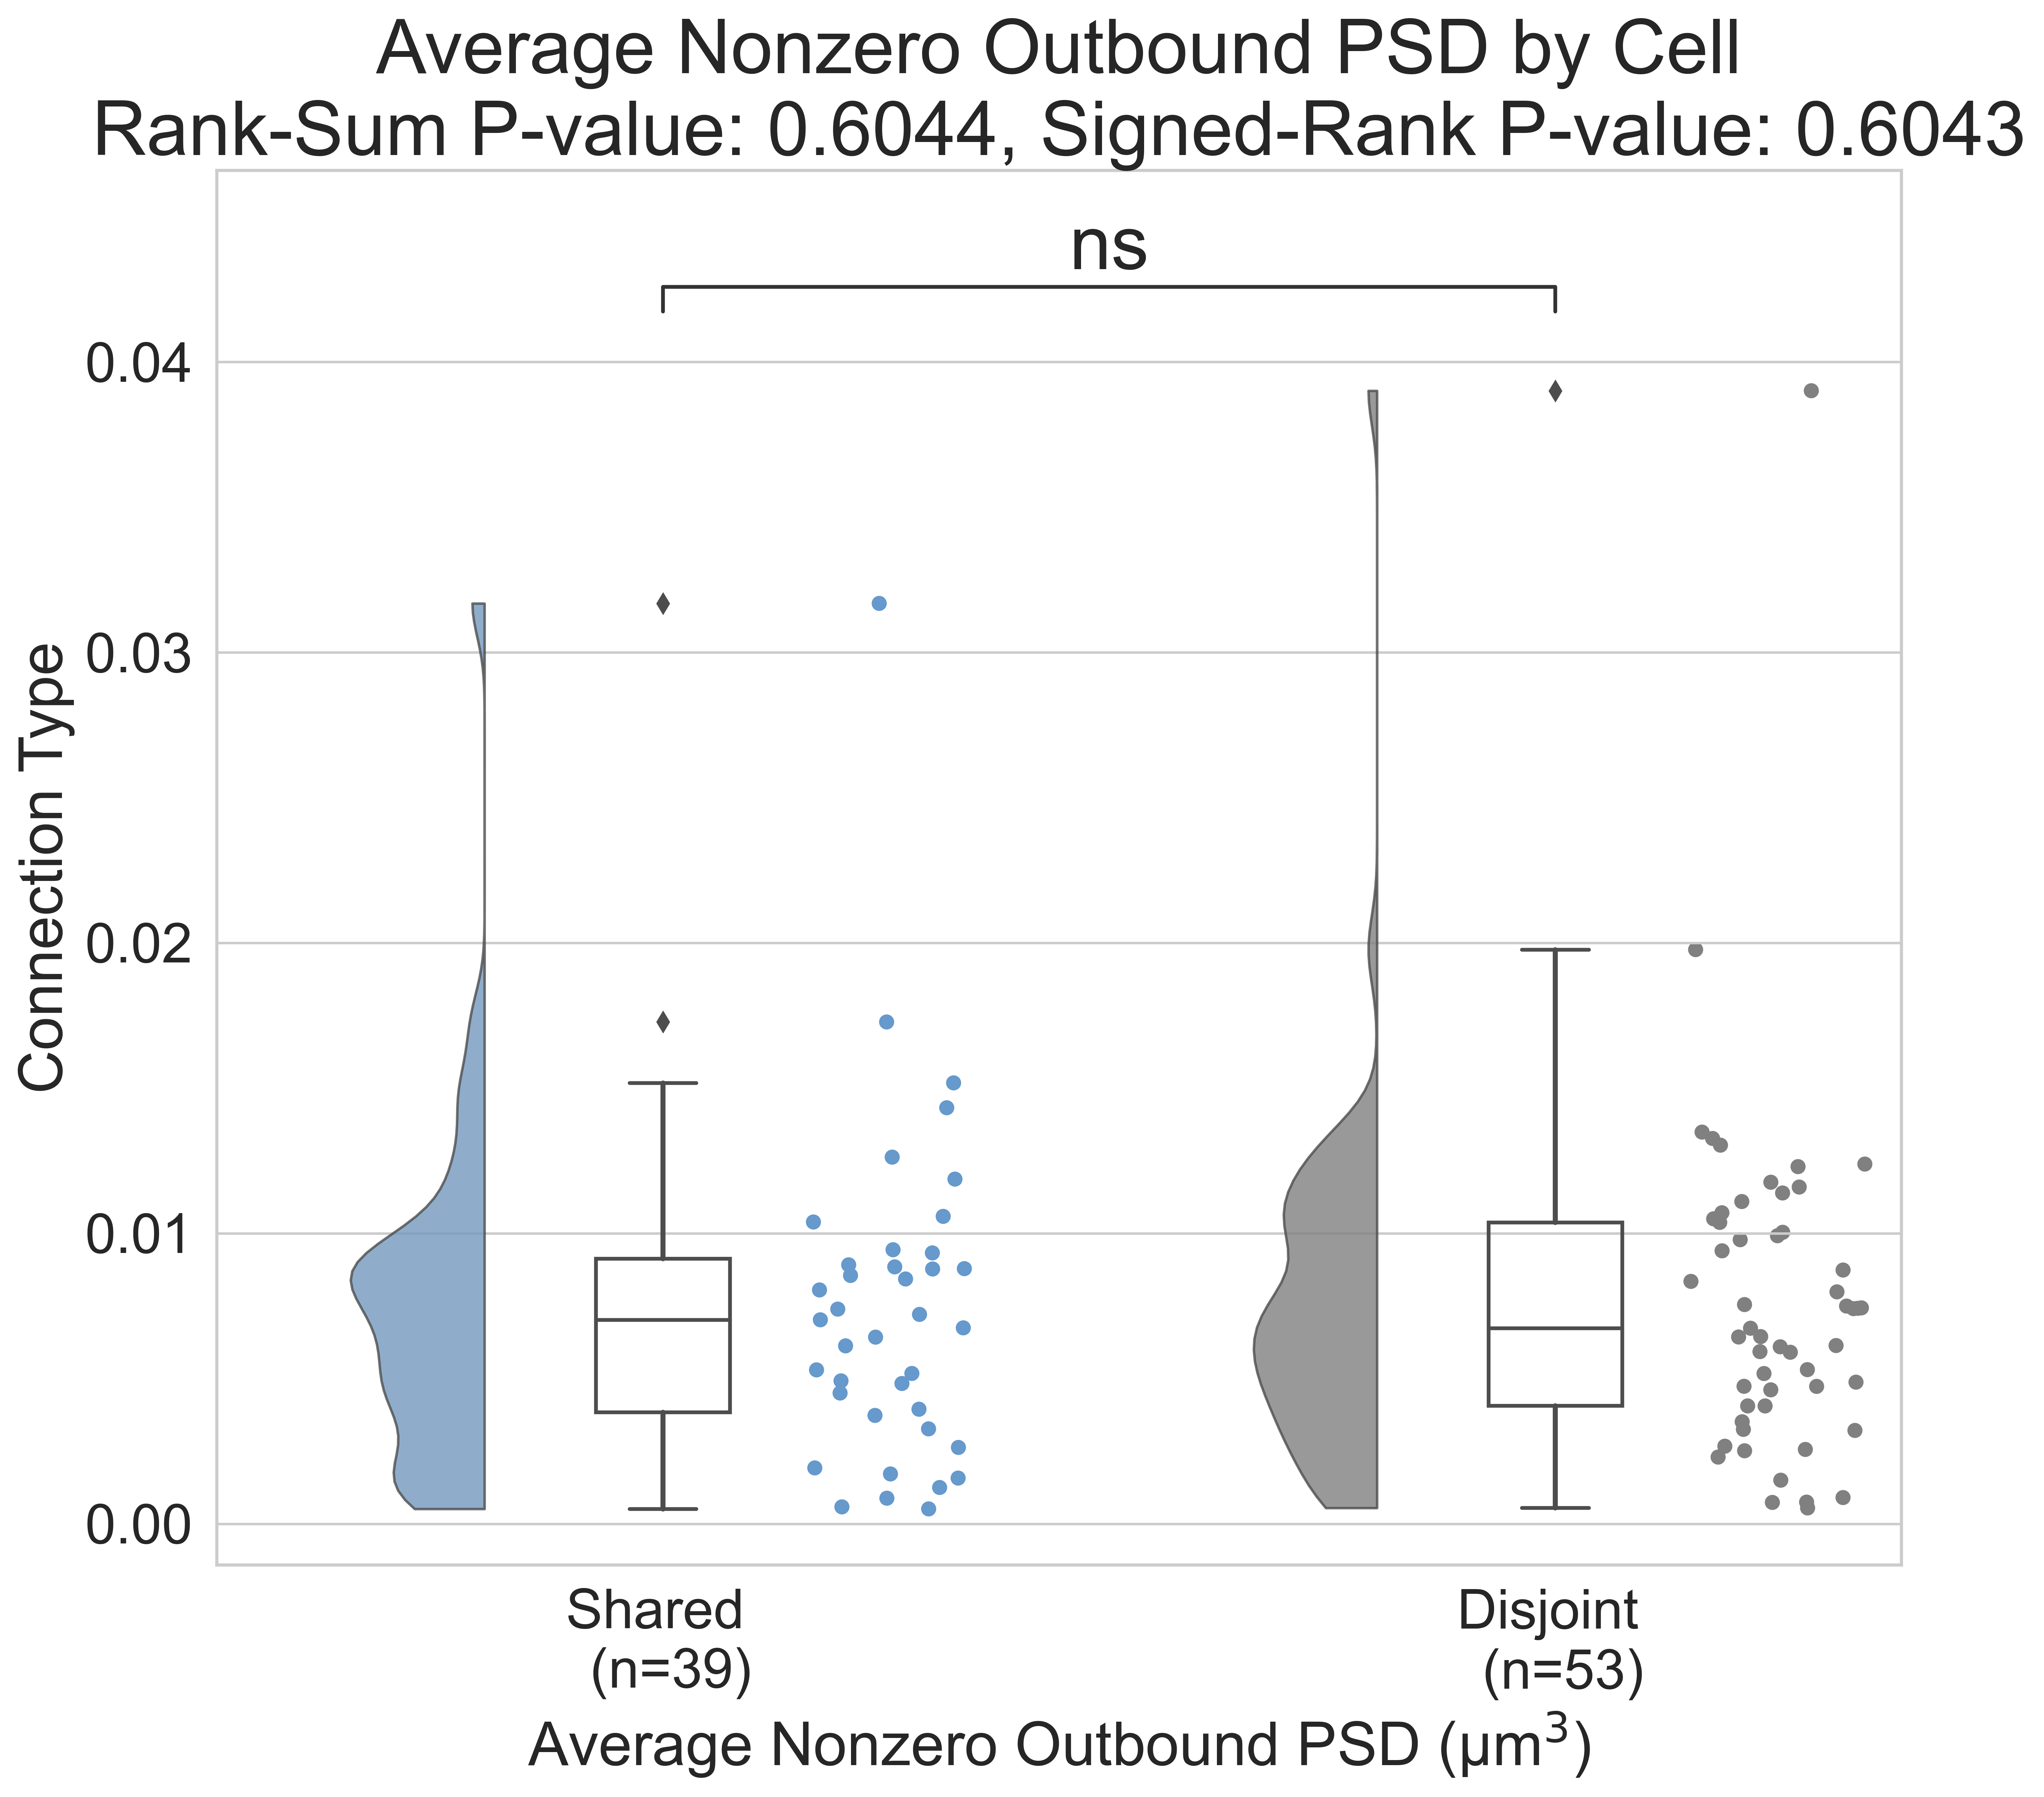 Average Nonzero Outbound PSD by Cell
Rank-Sum P-value: 0.6044, Signed-Rank P-value: 0.6043
ns
0.04
0.03
0.02
0.01
0.00
Connection Type
Shared
(n=39)
Disjoint
(n=53)
Average Nonzero Outbound PSD (μm³)